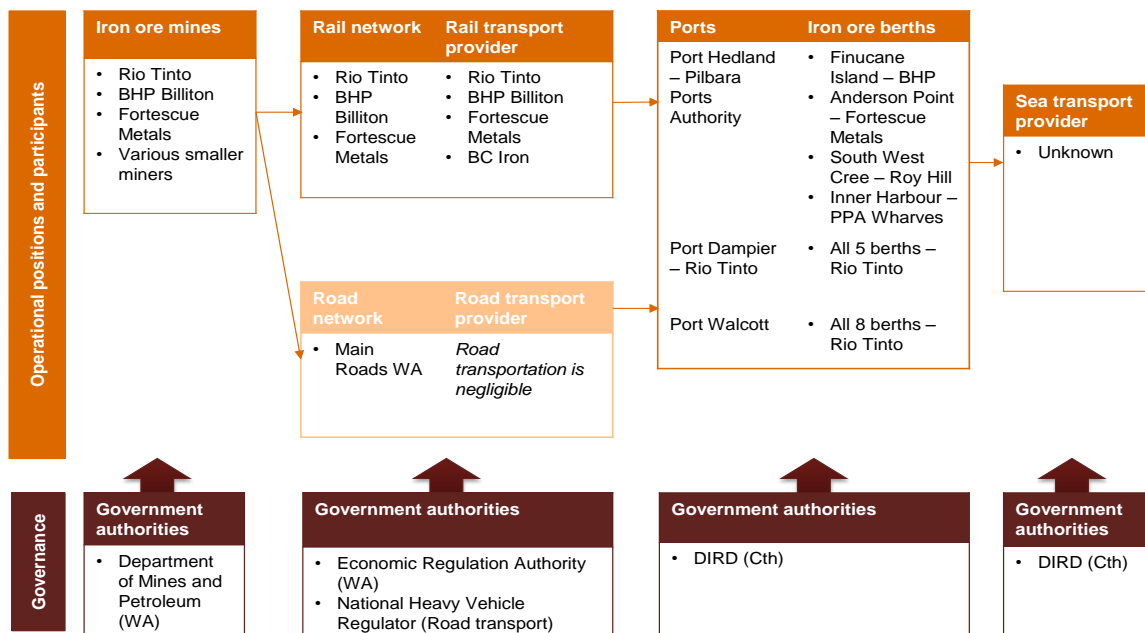 Operational positions and participants
Iron ore mines
• Rio Tinto
• BHP Billiton
• Fortescue
Metals
• Various smaller
miners
Rail network
• Rio Tinto
• BHP
Billiton
• Fortescue
Metals
Rail transport
provider
• Rio Tinto
• BHP Billiton
• Fortescue
Metals
• BC Iron
Road
network
• Main
Roads WA
Road transport
provider
Road
transportation is
negligible
Ports
Iron ore berths
Port Hedland
– Pilbara
Ports
Authority
• Finucane
Island – BHP
• Anderson Point
– Fortescue
Metals
• South West
Cree – Roy Hill
• Inner Harbour –
PPA Wharves
Port Dampier
– Rio Tinto
• All 5 berths –
Rio Tinto
Port Walcott
• All 8 berths –
Rio Tinto
Sea transport
provider
• Unknown
Governance
Government
authorities
• Department
of Mines and
Petroleum
(WA)
Government authorities
• Economic Regulation Authority
(WA)
• National Heavy Vehicle
Regulator (Road transport)
Government authorities
• DIRD (Cth)
Government
authorities
• DIRD (Cth)